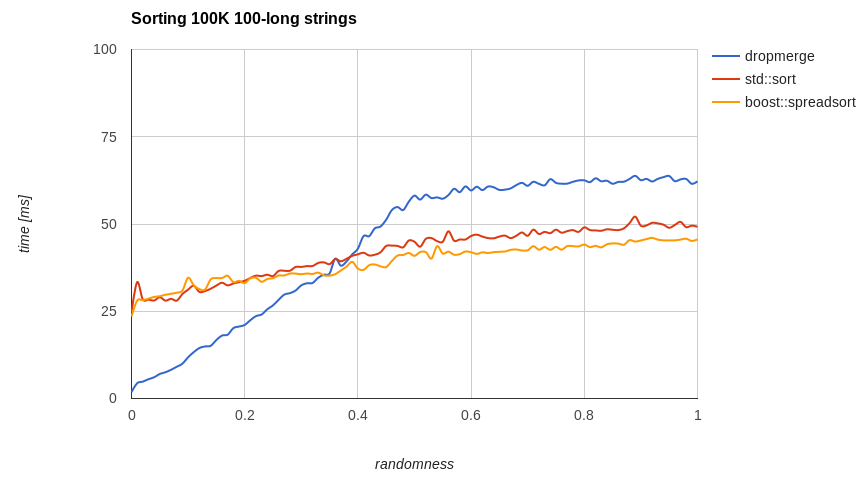 Sorting 100K 100-long strings
100
75
50
25
0
time [ms]
0
0.2
0.4
0.6
0.8
1
randomness
dropmerge
std::sort
boost::spreadsort